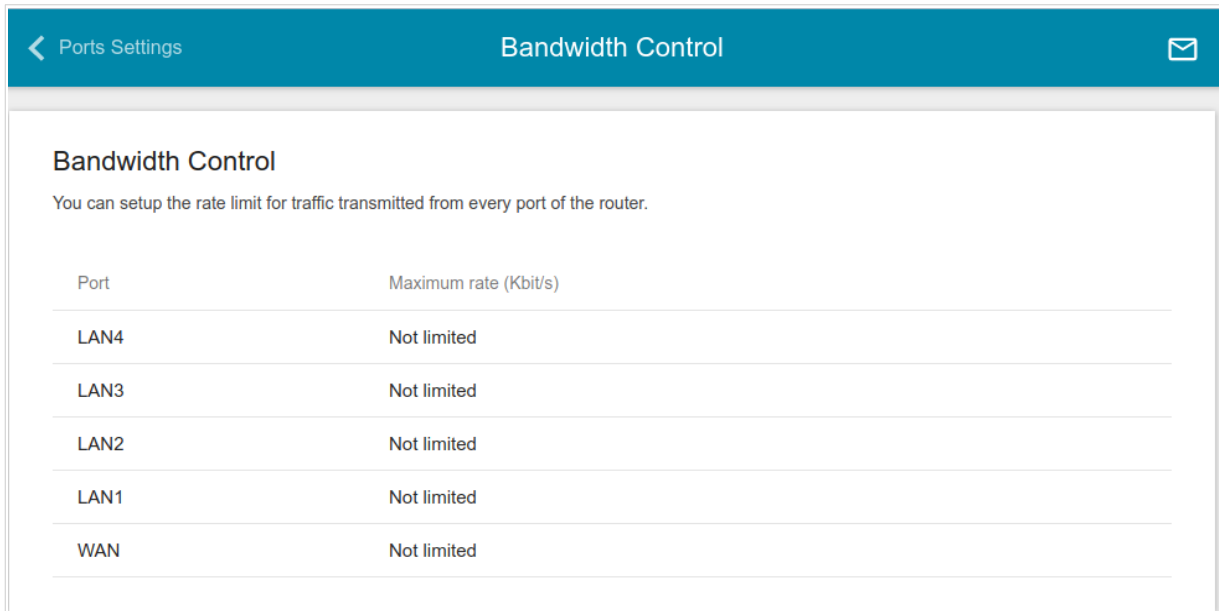 Ports Settings Bandwidth Control
Bandwidth Control
You can setup the rate limit for traffic transmitted from every port of the router.
Port Maximum rate (Kbit/s)
LAN4 Not limited
LAN3 Not limited
LAN2 Not limited
LAN1 Not limited
WAN Not limited